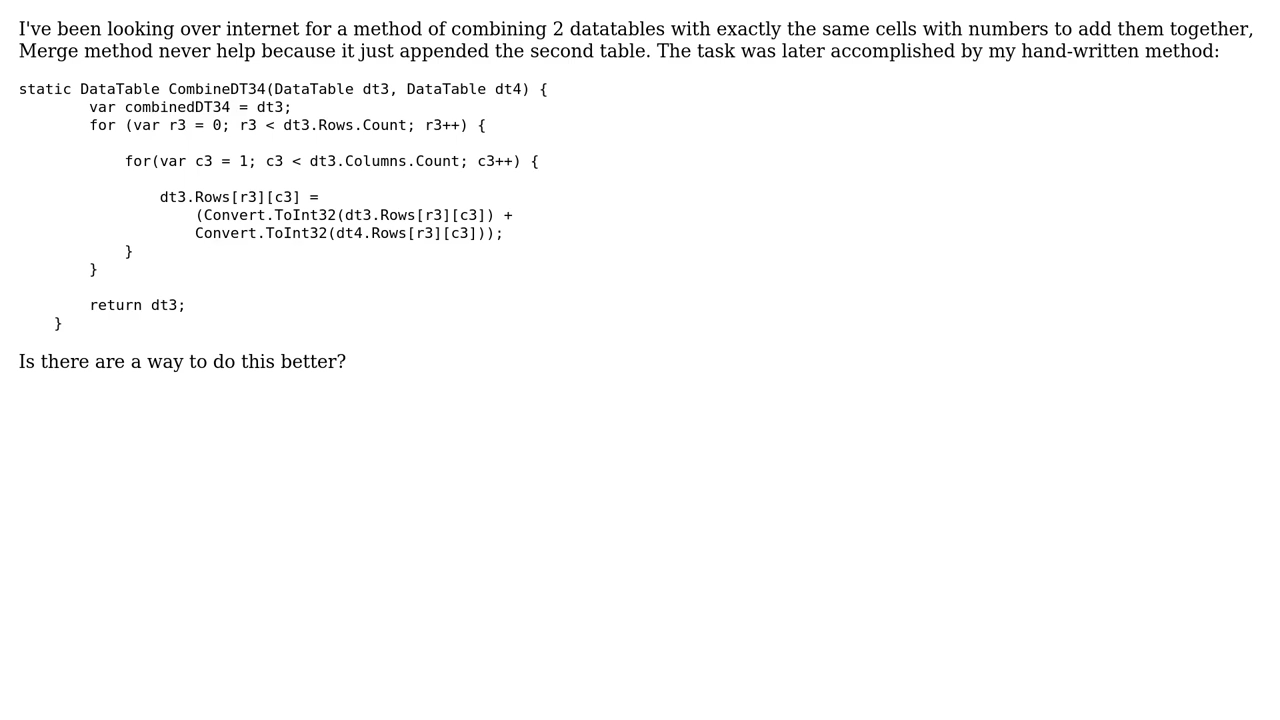 I've been looking over internet for a method of combining 2 datatables with exactly the same cells with numbers to add them together,
Merge method never help because it just appended the second table. The task was later accomplished by my hand-written method:
static DataTable CombineDT34(DataTable dt3, DataTable dt4) {
        var combinedDT34 = dt3;
        for (var r3 = 0; r3 < dt3.Rows.Count; r3++) {
            for(var c3 = 1; c3 < dt3.Columns.Count; c3++) {
                dt3.Rows[r3][c3] =
                    (Convert.ToInt32(dt3.Rows[r3][c3]) +
                    Convert.ToInt32(dt4.Rows[r3][c3]));
            }
        }
        return dt3;
    }
Is there are a way to do this better?